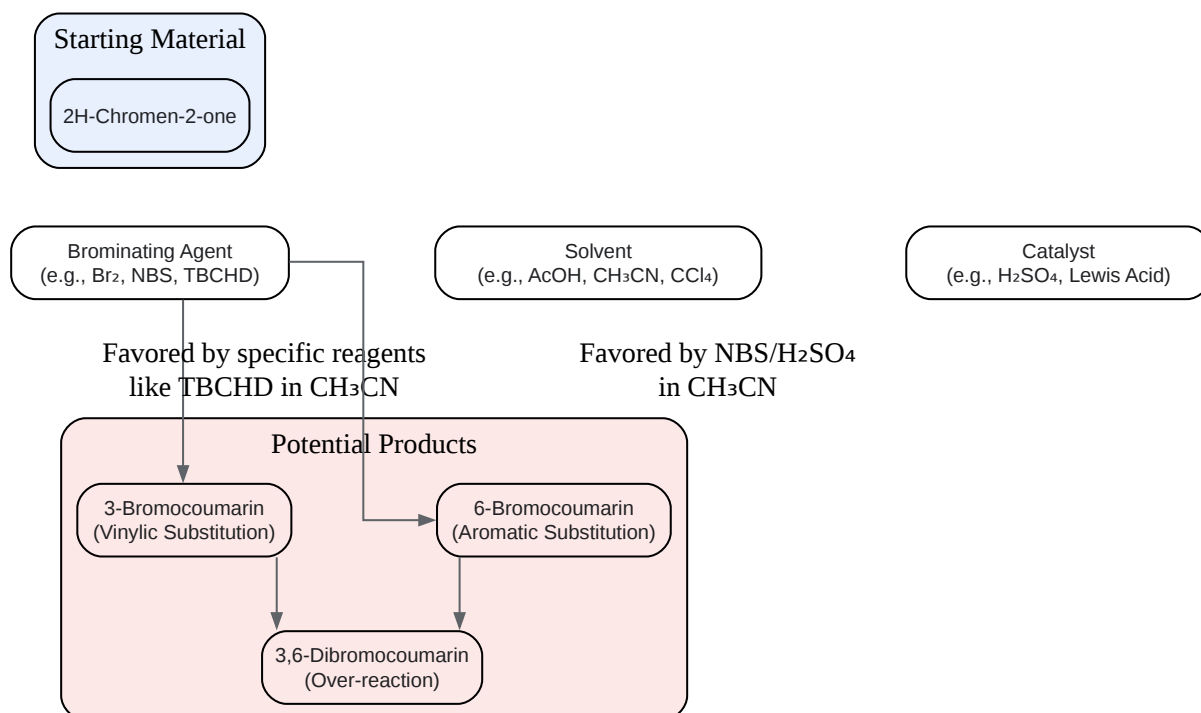 Starting Material
2H-Chromen-2-one
Brominating Agent
(e.g., Br₂, NBS, TBCHD)
Solvent
(e.g., AcOH, CH₃CN, CCl₄)
Catalyst
(e.g., H₂SO₄, Lewis Acid)
Favored by specific reagents
like TBCHD in CH₃CN
Favored by NBS/H₂SO₄
in CH₃CN
Potential Products
3-Bromocoumarin
(Vinylic Substitution)
6-Bromocoumarin
(Aromatic Substitution)
3,6-Dibromocoumarin
(Over-reaction)